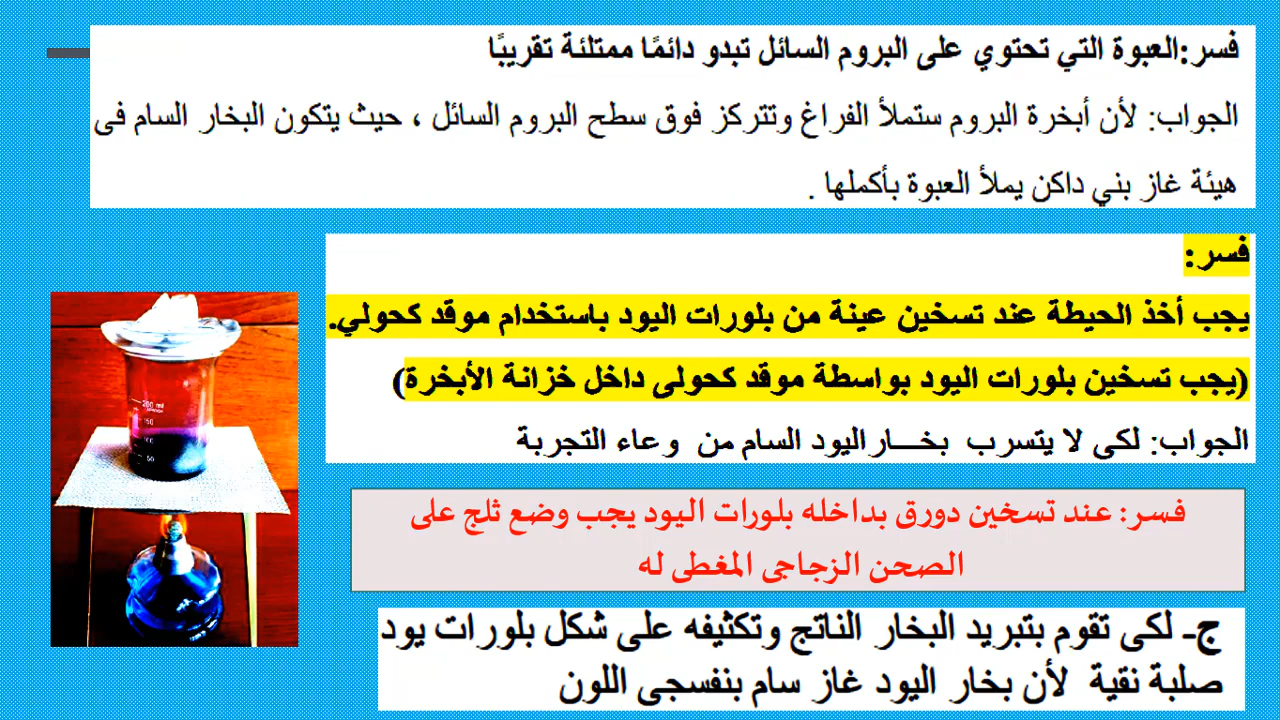 فسر:العبوة التي تحتوي على البروم السائل تبدو دائمًا ممتلئة تقريبًا
الجواب: لأن أبخرة البروم ستملأ الفراغ وتتركز فوق سطح البروم السائل ، حيث يتكون البخار السام فى
هيئة غاز بني داكن يملأ العبوة بأكملها .
فسر:
يجب أخذ الحيطة عند تسخين عينة من بلورات اليود باستخدام موقد كحولي.
(يجب تسخين بلورات اليود بواسطة موقد كحولى داخل خزانة الأبخرة)
الجواب: لكى لا يتسرب بخـــار اليود السام من وعاء التجربة
200 ml
150
100
50
فسر: عند تسخين دورق بداخله بلورات اليود يجب وضع ثلج على
الصحن الزجاجى المغطى له
ج- لكى تقوم بتبريد البخار الناتج وتكثيفه على شكل بلورات يود
صلبة نقية لأن بخار اليود غاز سام بنفسجى اللون